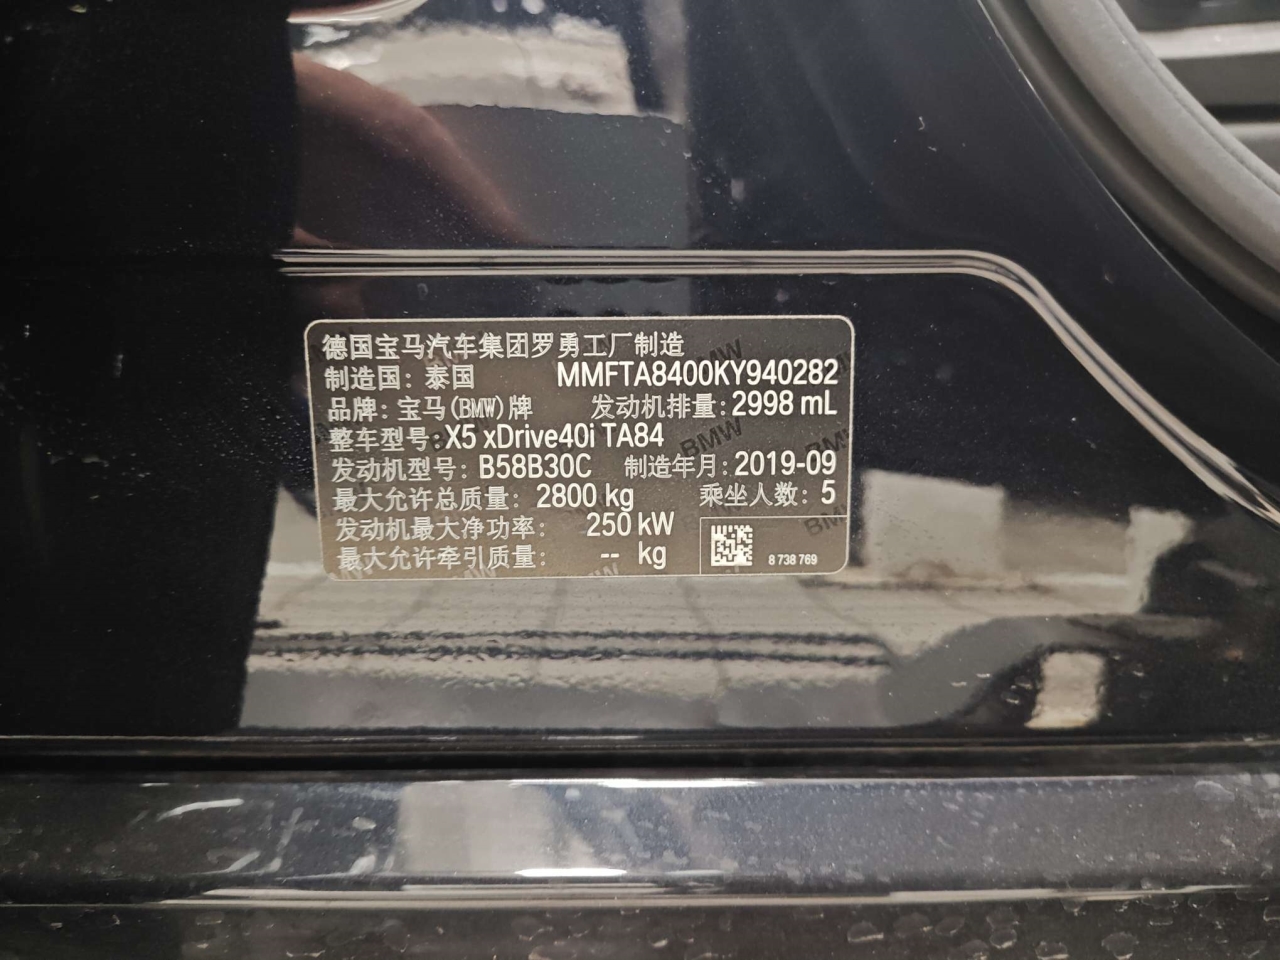 德国宝马汽车集团罗勇工厂制造
制造国：泰国 MMFTA8400KY940282
品牌：宝马(BMW)牌 发动机排量：2998 mL
整车型号：X5 xDrive40i TA84
发动机型号：B58B30C 制造年月：2019-09
最大允许总质量：2800 kg 乘坐人数：5
发动机最大净功率：250 kW
最大允许牵引质量：-- kg
8 738 769